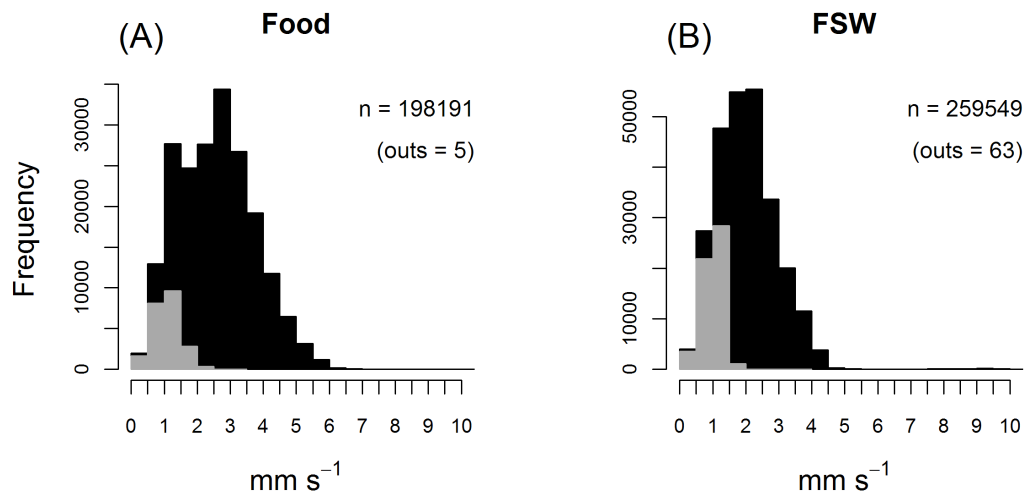 (A)
Food
n = 198191
(outs = 5)
Frequency
0 10000 20000 30000
0 1 2 3 4 5 6 7 8 9 10
mm s⁻¹
(B)
FSW
n = 259549
(outs = 63)
0 10000 30000 50000
0 1 2 3 4 5 6 7 8 9 10
mm s⁻¹